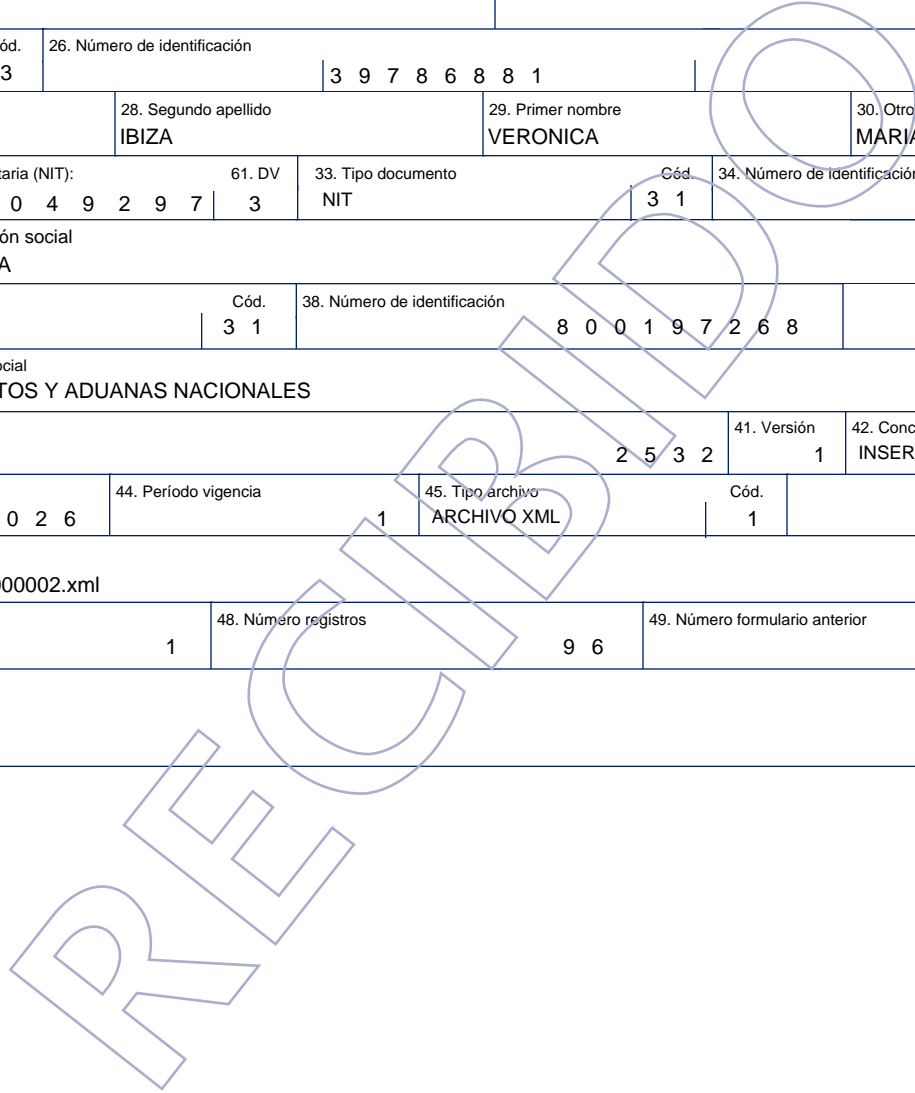 ód. 26. Número de identificación
3 3 9 7 8 6 8 8 1
28. Segundo apellido 29. Primer nombre 30. Otro
IBIZA VERONICA MARIA
taria (NIT): 61. DV 33. Tipo documento Cód. 34. Número de identificación
0 4 9 2 9 7 3 NIT 3 1
ón social
A
Cód. 38. Número de identificación
3 1 8 0 0 1 9 7 2 6 8
ocial
TOS Y ADUANAS NACIONALES
41. Versión 42. Conc
2 5 3 2 1 INSER
44. Período vigencia 45. Tipo archivo Cód.
0 2 6 1 ARCHIVO XML 1
000002.xml
48. Número registros 49. Número formulario anterior
1 9 6
RECIBIDO